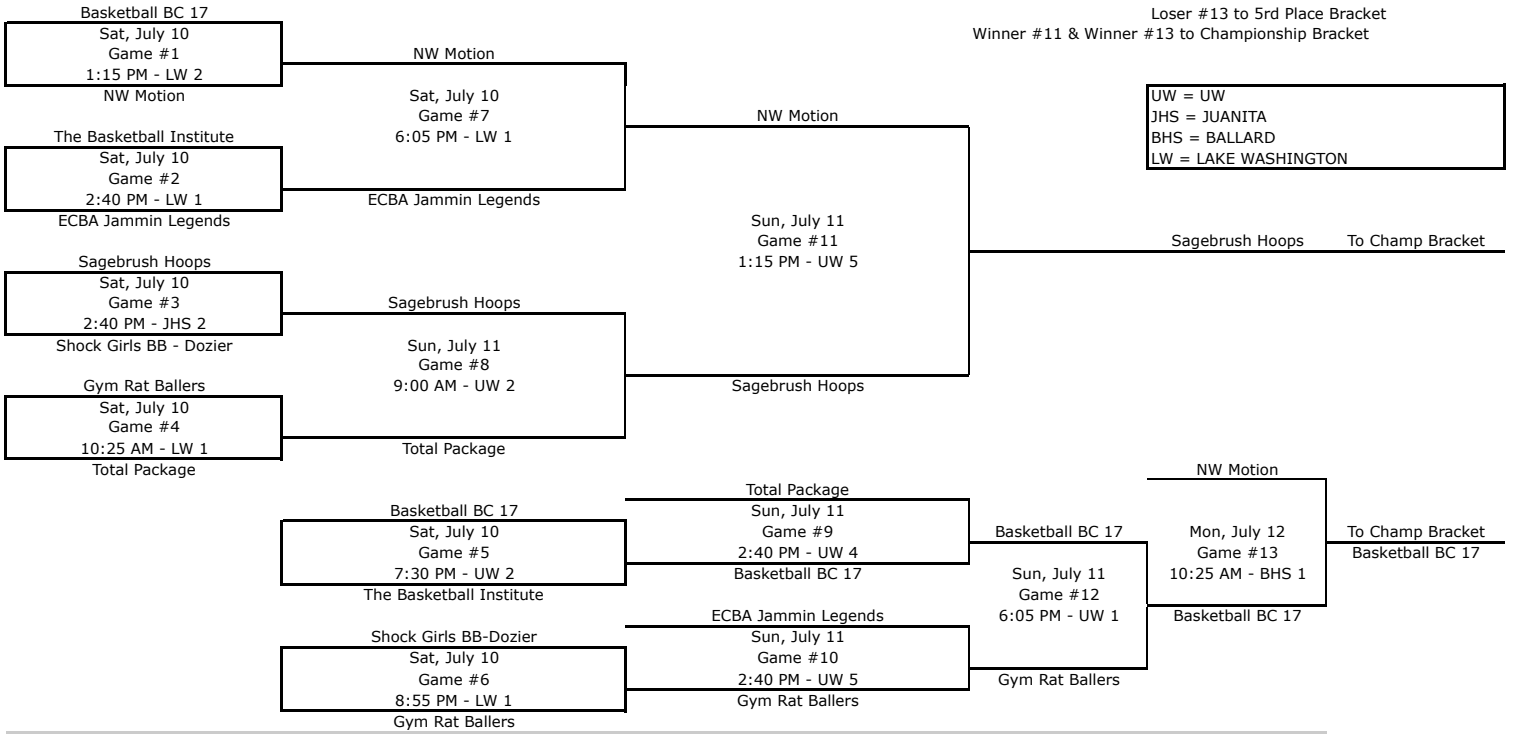 Basketball BC 17
Sat, July 10
Game #1
1:15 PM - LW 2
NW Motion
The Basketball Institute
Sat, July 10
Game #2
2:40 PM - LW 1
ECBA Jammin Legends
Sagebrush Hoops
Sat, July 10
Game #3
2:40 PM - JHS 2
Shock Girls BB - Dozier
Gym Rat Ballers
Sat, July 10
Game #4
10:25 AM - LW 1
Total Package
NW Motion
Sat, July 10
Game #7
6:05 PM - LW 1
ECBA Jammin Legends
Sagebrush Hoops
Sun, July 11
Game #8
9:00 AM - UW 2
Total Package
NW Motion
Sun, July 11
Game #11
1:15 PM - UW 5
Sagebrush Hoops
Loser #13 to 5rd Place Bracket
Winner #11 & Winner #13 to Championship Bracket
UW = UW
JHS = JUANITA
BHS = BALLARD
LW = LAKE WASHINGTON
Sagebrush Hoops To Champ Bracket
Basketball BC 17
Sat, July 10
Game #5
7:30 PM - UW 2
The Basketball Institute
Shock Girls BB-Dozier
Sat, July 10
Game #6
8:55 PM - LW 1
Gym Rat Ballers
Total Package
Sun, July 11
Game #9
2:40 PM - UW 4
Basketball BC 17
ECBA Jammin Legends
Sun, July 11
Game #10
2:40 PM - UW 5
Gym Rat Ballers
Basketball BC 17
Sun, July 11
Game #12
6:05 PM - UW 1
Gym Rat Ballers
NW Motion
Mon, July 12
Game #13
10:25 AM - BHS 1
Basketball BC 17
To Champ Bracket
Basketball BC 17